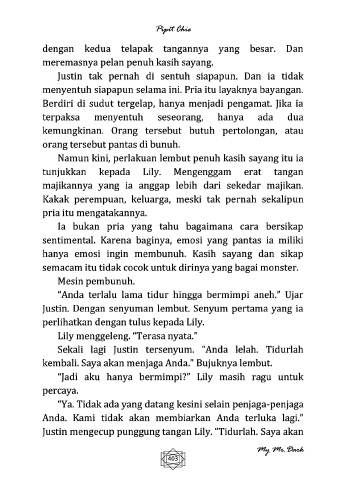 Pipit Chie
dengan kedua telapak tangannya yang besar. Dan
meremasnya pelan penuh kasih sayang.
Justin tak pernah di sentuh siapapun. Dan ia tidak
menyentuh siapapun selama ini. Pria itu layaknya bayangan.
Berdiri di sudut tergelap, hanya menjadi pengamat. Jika ia
terpaksa menyentuh seseorang, hanya ada dua
kemungkinan. Orang tersebut butuh pertolongan, atau
orang tersebut pantas di bunuh.
Namun kini, perlakuan lembut penuh kasih sayang itu ia
tunjukkan kepada Lily. Mengenggam erat tangan
majikannya yang ia anggap lebih dari sekedar majikan.
Kakak perempuan, keluarga, meski tak pernah sekalipun
pria itu mengatakannya.
Ia bukan pria yang tahu bagaimana cara bersikap
sentimental. Karena baginya, emosi yang pantas ia miliki
hanya emosi ingin membunuh. Kasih sayang dan sikap
semacam itu tidak cocok untuk dirinya yang bagai monster.
Mesin pembunuh.
“Anda terlalu lama tidur hingga bermimpi aneh.” Ujar
Justin. Dengan senyuman lembut. Senyum pertama yang ia
perlihatkan dengan tulus kepada Lily.
Lily menggeleng. “Terasa nyata.”
Sekali lagi Justin tersenyum. “Anda lelah. Tidurlah
kembali. Saya akan menjaga Anda.” Bujuknya lembut.
“Jadi aku hanya bermimpi?” Lily masih ragu untuk
percaya.
“Ya. Tidak ada yang datang kesini selain penjaga-penjaga
Anda. Kami tidak akan membiarkan Anda terluka lagi.”
Justin mengecup punggung tangan Lily. “Tidurlah. Saya akan
My Mr. Dark
403